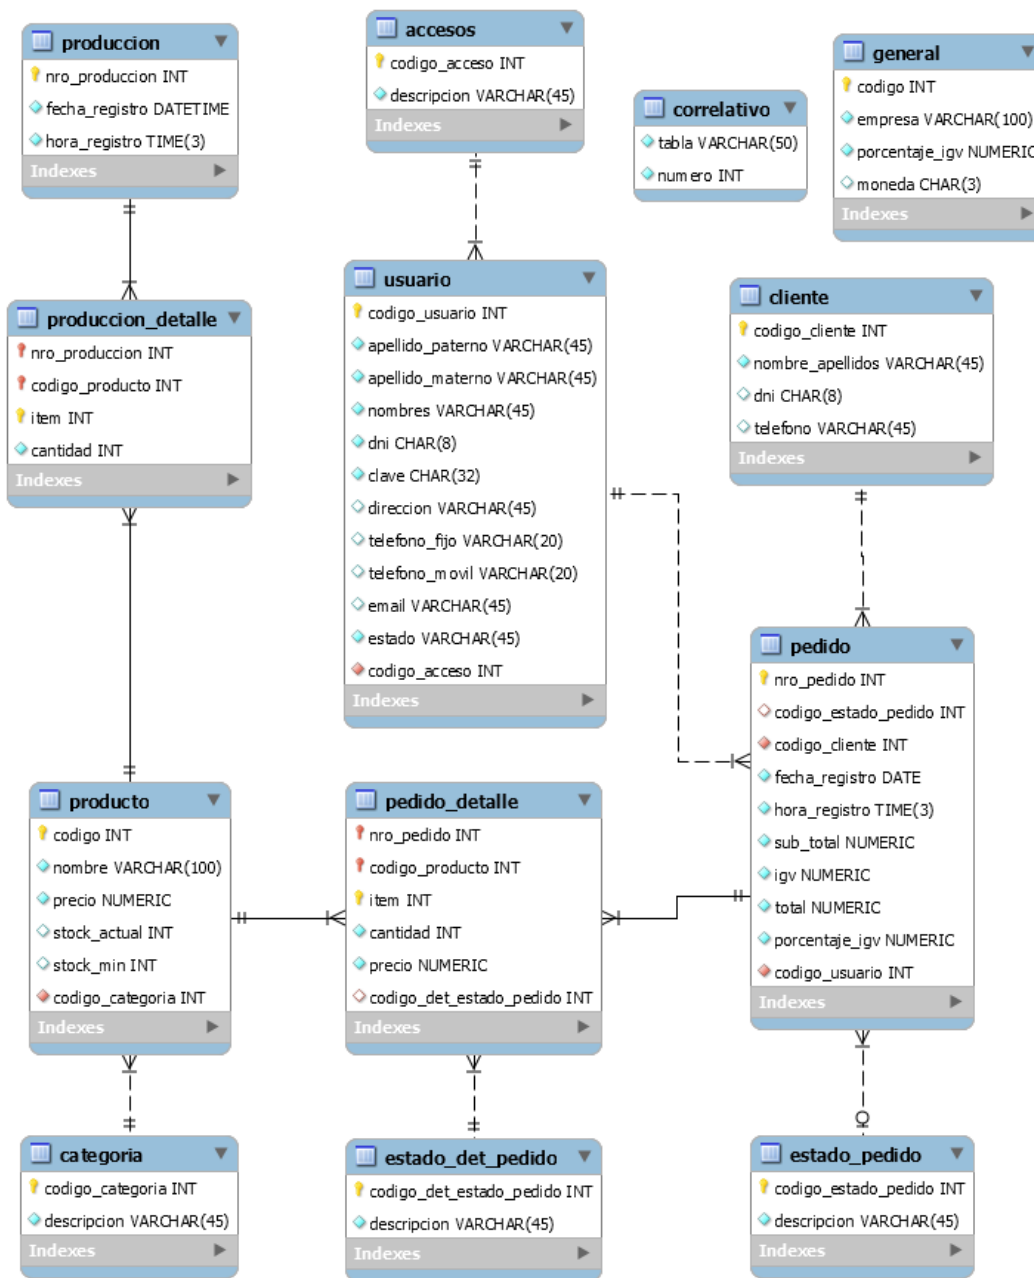 produccion
nro_produccion INT
fecha_registro DATETIME
hora_registro TIME(3)
Indexes
accesos
codigo_acceso INT
descripcion VARCHAR(45)
Indexes
correlativo
tabla VARCHAR(50)
numero INT
general
codigo INT
empresa VARCHAR(100)
porcentaje_igv NUMERIC
moneda CHAR(3)
Indexes
produccion_detalle
nro_produccion INT
codigo_producto INT
item INT
cantidad INT
Indexes
usuario
codigo_usuario INT
apellido_paterno VARCHAR(45)
apellido_materno VARCHAR(45)
nombres VARCHAR(45)
dni CHAR(8)
clave CHAR(32)
direccion VARCHAR(45)
telefono_fijo VARCHAR(20)
telefono_movil VARCHAR(20)
email VARCHAR(45)
estado VARCHAR(45)
codigo_acceso INT
Indexes
cliente
codigo_cliente INT
nombre_apellidos VARCHAR(45)
dni CHAR(8)
telefono VARCHAR(45)
Indexes
pedido
nro_pedido INT
codigo_estado_pedido INT
codigo_cliente INT
fecha_registro DATE
hora_registro TIME(3)
sub_total NUMERIC
igv NUMERIC
total NUMERIC
porcentaje_igv NUMERIC
codigo_usuario INT
Indexes
producto
codigo INT
nombre VARCHAR(100)
precio NUMERIC
stock_actual INT
stock_min INT
codigo_categoria INT
Indexes
pedido_detalle
nro_pedido INT
codigo_producto INT
item INT
cantidad INT
precio NUMERIC
codigo_det_estado_pedido INT
Indexes
categoria
codigo_categoria INT
descripcion VARCHAR(45)
Indexes
estado_det_pedido
codigo_det_estado_pedido INT
descripcion VARCHAR(45)
Indexes
estado_pedido
codigo_estado_pedido INT
descripcion VARCHAR(45)
Indexes